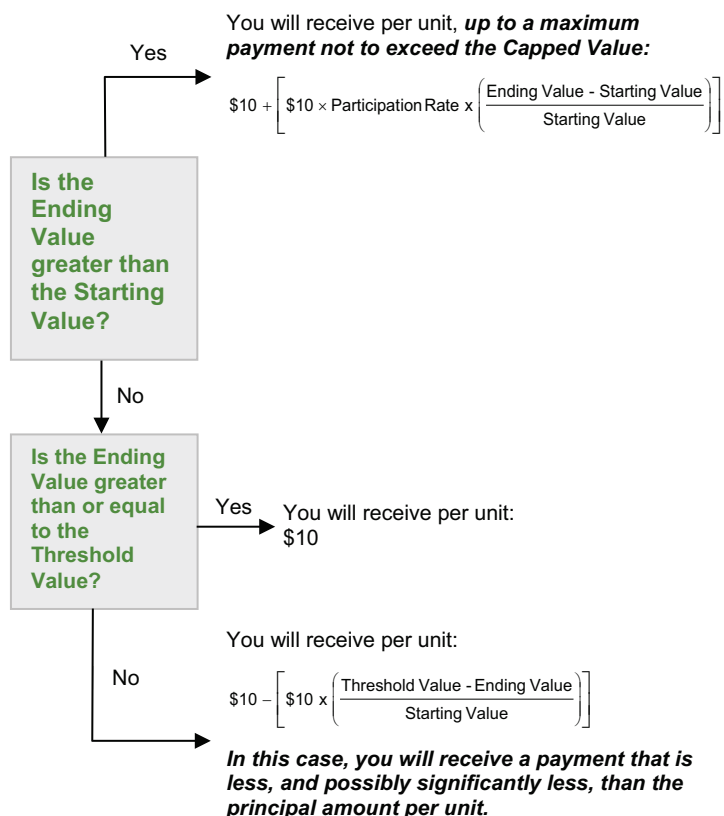 You will receive per unit, up to a maximum
payment not to exceed the Capped Value:
Yes
$10 + [ $10 × Participation Rate x ( Ending Value - Starting Value / Starting Value ) ]
Is the
Ending
Value
greater than
the Starting
Value?
No
Is the Ending
Value greater
than or equal
to the
Threshold
Value?
Yes
You will receive per unit:
$10
You will receive per unit:
No
$10 − [ $10 x ( Threshold Value - Ending Value / Starting Value ) ]
In this case, you will receive a payment that is
less, and possibly significantly less, than the
principal amount per unit.